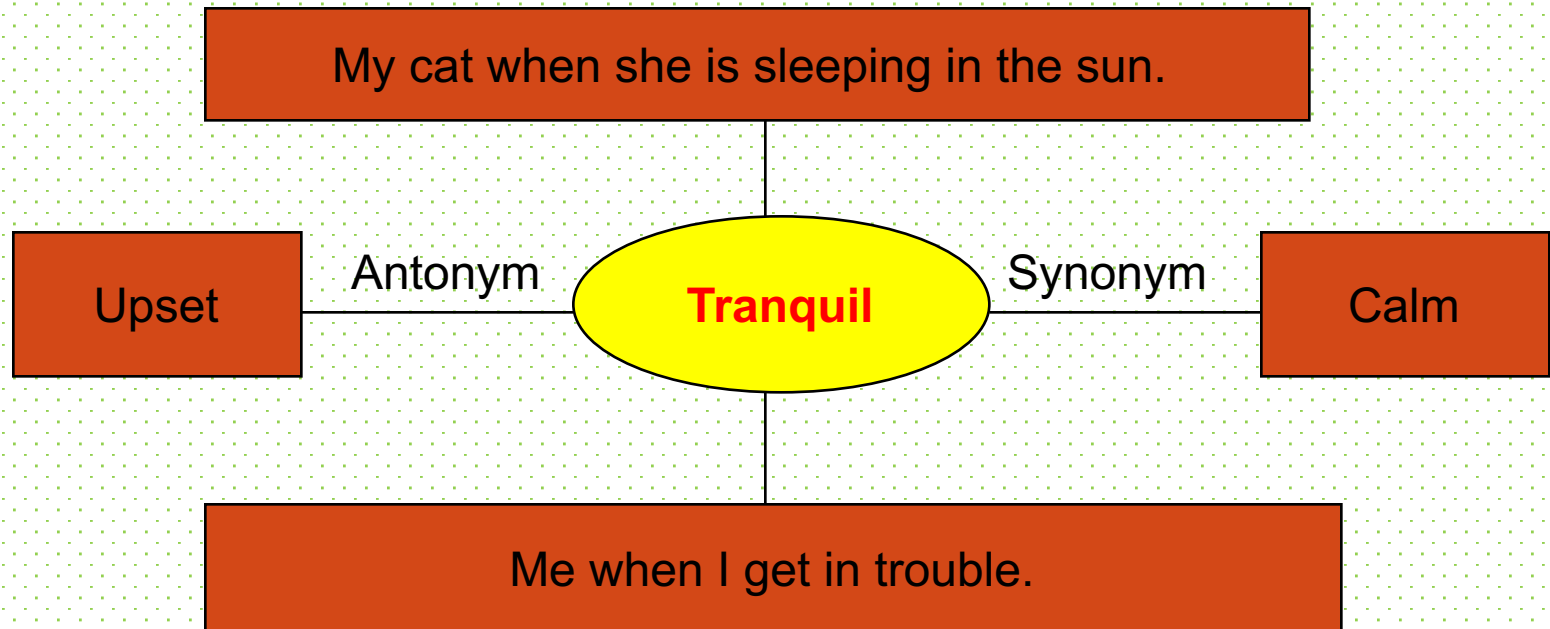 My cat when she is sleeping in the sun.
Antonym
Synonym
Upset
Tranquil
Calm
Me when I get in trouble.